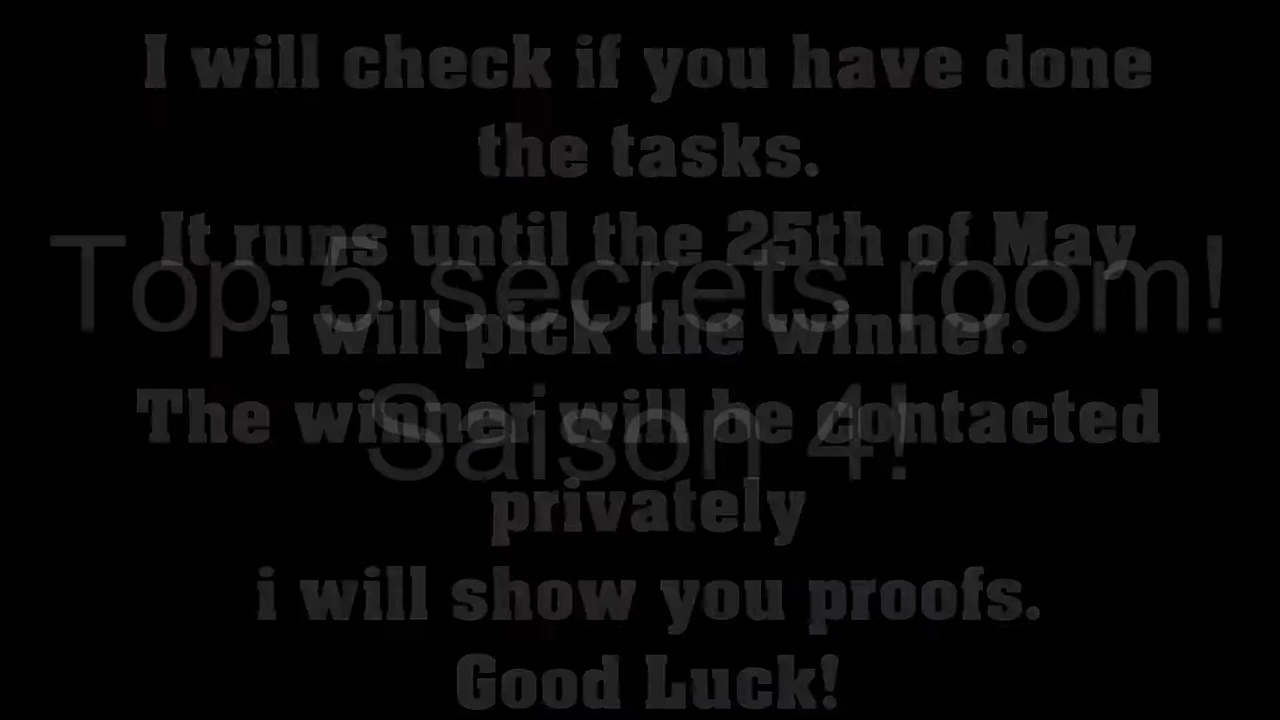 I will check if you have done
the tasks.
It runs until the 25th of May
Top 5 secrets room!
i will pick the winner.
The winner will be contacted
Saison 4!
privately
i will show you proofs.
Good Luck!